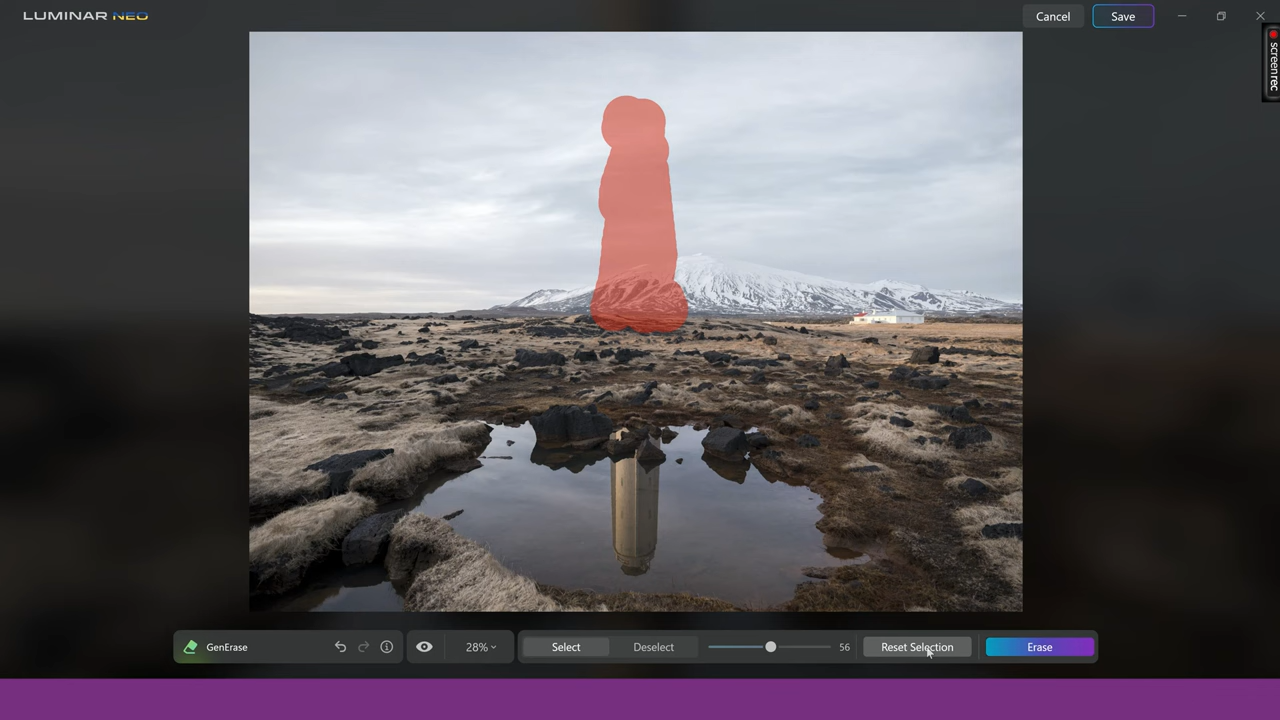 LUMINAR NEO
Cancel
Save
screenrec
GenErase
28%
Select
Deselect
56
Reset Selection
Erase